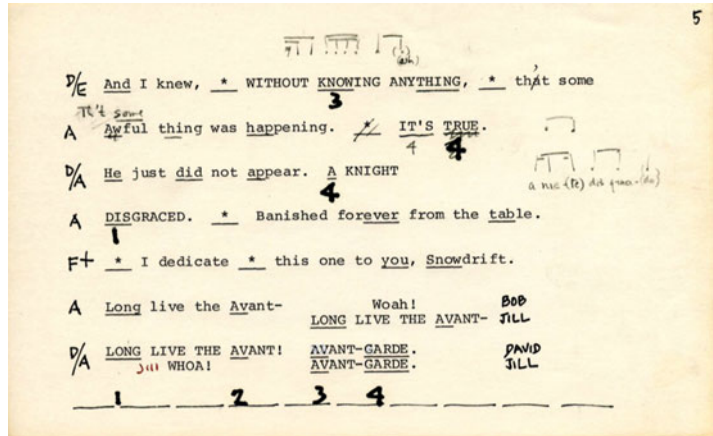 5
(ah)
D/E And I knew, * WITHOUT KNOWING ANYTHING, * that some
3
Th't some
A Awful thing was happening. * IT'S TRUE.
4 4
D/A He just did not appear. A KNIGHT
4
A DISGRACED. * Banished forever from the table.
1
F+ * I dedicate * this one to you, Snowdrift.
A Long live the Avant- Woah! BOB
LONG LIVE THE AVANT- JILL
D/A LONG LIVE THE AVANT! AVANT-GARDE. DAVID
Jill WHOA! AVANT-GARDE. JILL
1 2 3 4